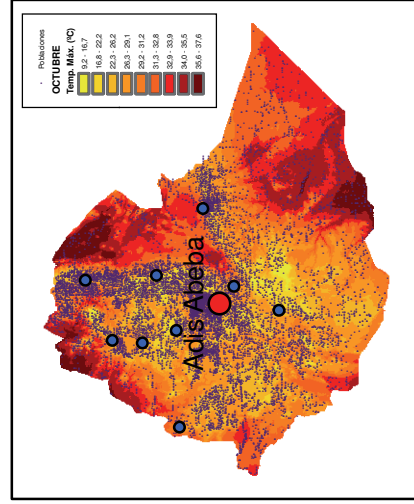 Poblaciones
OCTUBRE
Temp. Máx. (ºC)
9,2 - 16,7
16,8 - 22,2
22,3 - 26,2
26,3 - 29,1
29,2 - 31,2
31,3 - 32,8
32,9 - 33,9
34,0 - 35,5
35,6 - 37,6
Adis Abeba